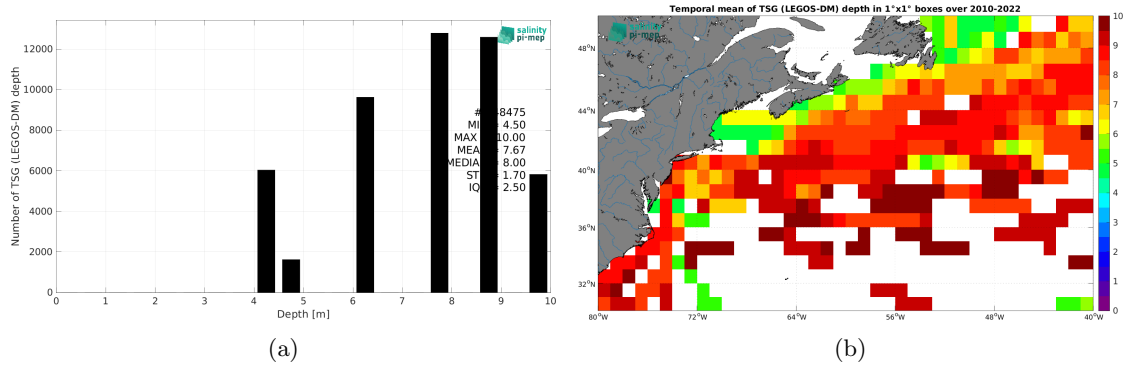 salinity
pi-mep
Number of TSG (LEGOS-DM) depth
12000
10000
8000
6000
4000
2000
0
8475
= 4.50
MAX
10.00
= 7.67
= 8.00
1.70
= 2.50
0 1 2 3 4 5 6 7 8 9 10
Depth [m]
(a)
Temporal mean of TSG (LEGOS-DM) depth in 1°x1° boxes over 2010-2022
salinity
pi-mep
48°N
44°N
40°N
36°N
32°N
80°W 72°W 64°W 56°W 48°W 40°W
10
9
8
7
6
5
4
3
2
1
0
(b)